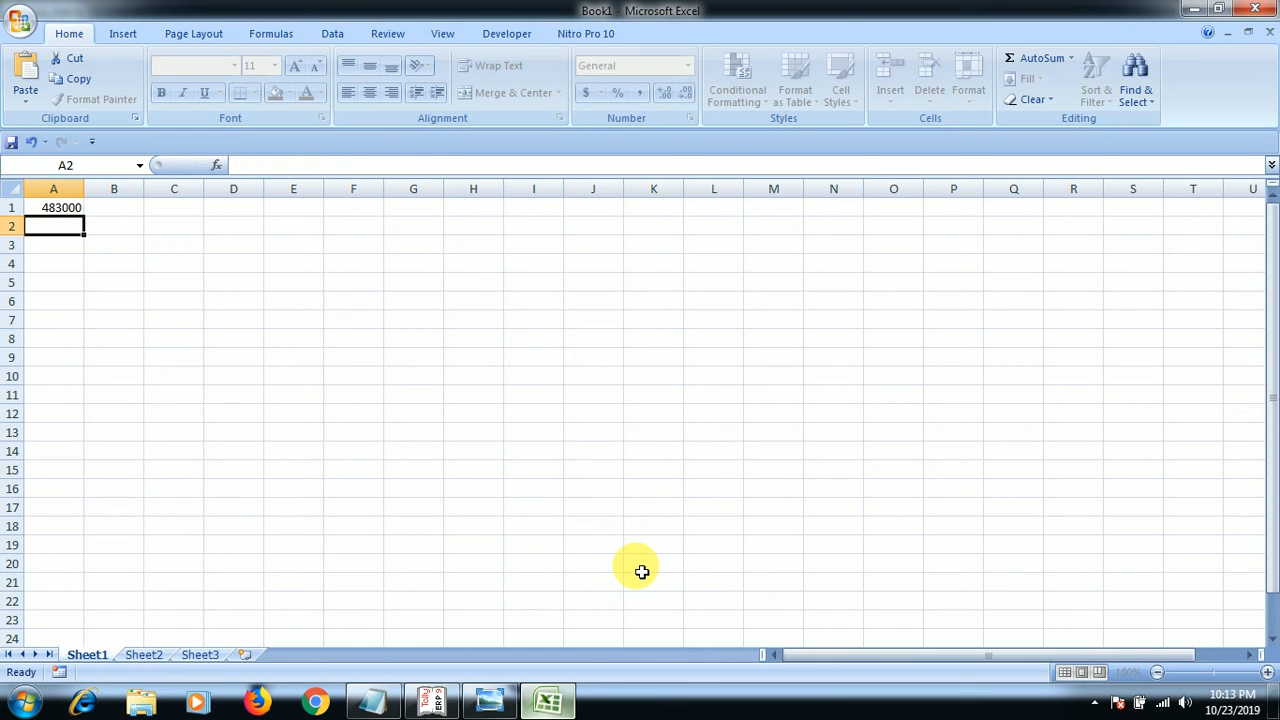 Book1 - Microsoft Excel
Home Insert Page Layout Formulas Data Review View Developer Nitro Pro 10
Cut
Copy
Format Painter
Paste
Clipboard
11
A A
B I U A
Font
Wrap Text
Merge & Center
Alignment
General
$ % ,
Number
Conditional Formatting
Format as Table
Cell Styles
Styles
Insert Delete Format
Cells
Σ AutoSum
Fill
Clear
Sort & Filter
Find & Select
Editing
A2 fx
A B C D E F G H I J K L M N O P Q R S T U
1 483000
2
3
4
5
6
7
8
9
10
11
12
13
14
15
16
17
18
19
20
21
22
23
24
Sheet1 Sheet2 Sheet3
Ready 100%
Tally ERP 9
10:13 PM
10/23/2019